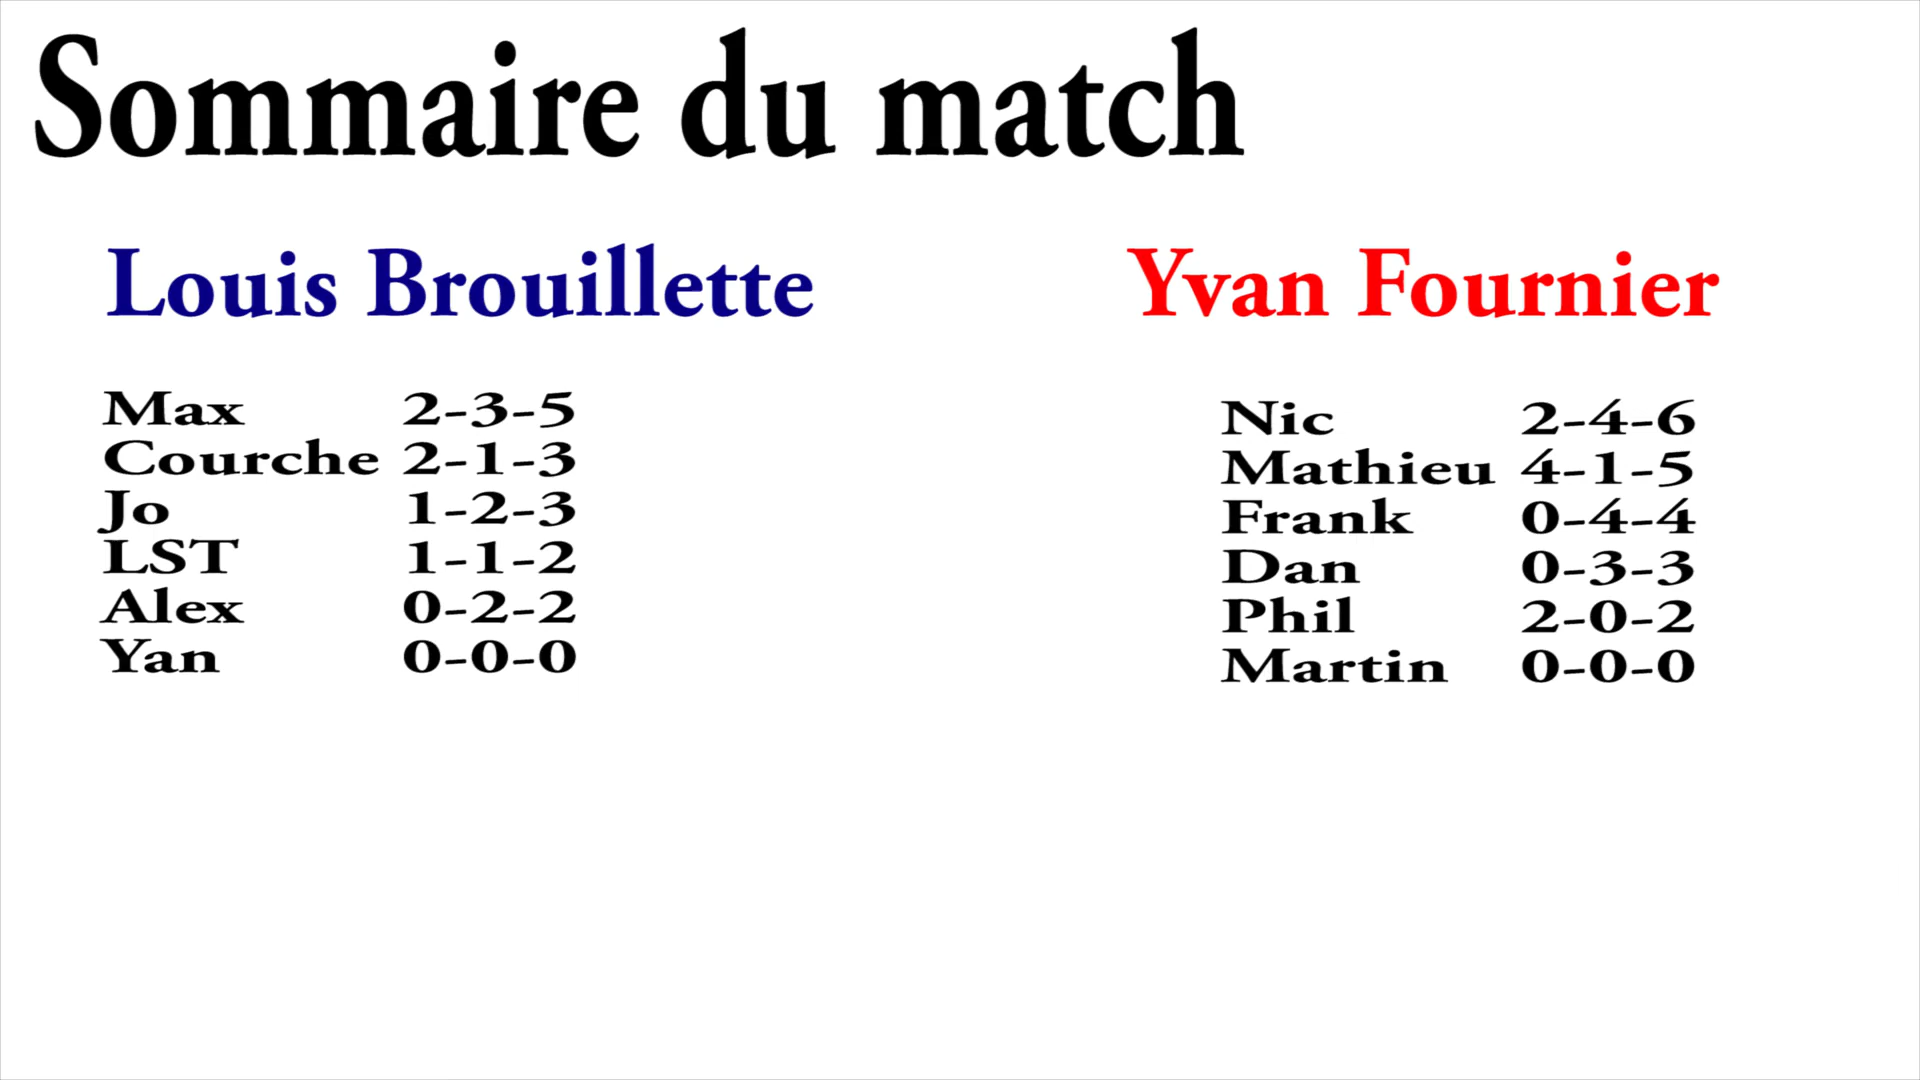 Sommaire du match
Louis Brouillette
Max 2-3-5
Courche 2-1-3
Jo 1-2-3
LST 1-1-2
Alex 0-2-2
Yan 0-0-0
Yvan Fournier
Nic 2-4-6
Mathieu 4-1-5
Frank 0-4-4
Dan 0-3-3
Phil 2-0-2
Martin 0-0-0